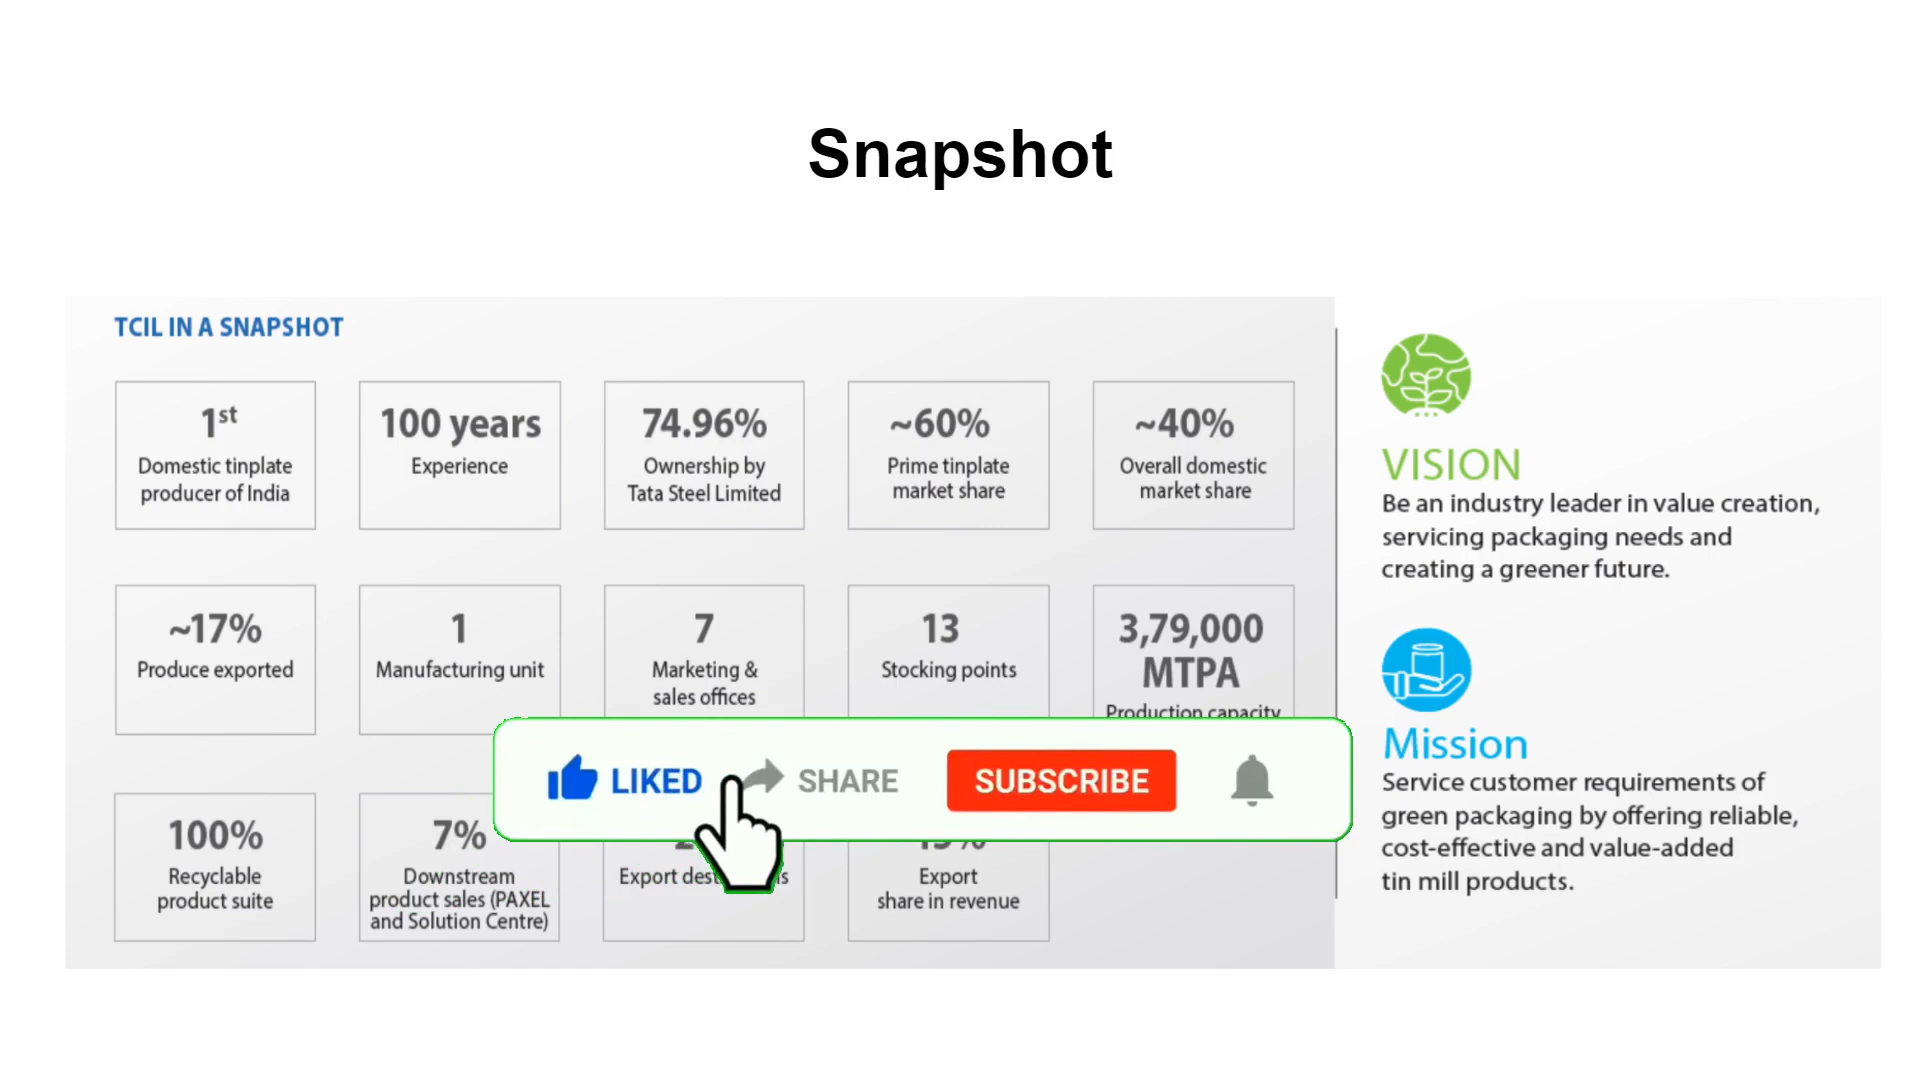 Snapshot
TCIL IN A SNAPSHOT
1st
Domestic tinplate
producer of India
100 years
Experience
74.96%
Ownership by
Tata Steel Limited
~60%
Prime tinplate
market share
~40%
Overall domestic
market share
~17%
Produce exported
1
Manufacturing unit
7
Marketing &
sales offices
13
Stocking points
3,79,000
MTPA
Production capacity
100%
Recyclable
product suite
7%
Downstream
product sales (PAXEL
and Solution Centre)
Export
Export
share in revenue
LIKED
SHARE
SUBSCRIBE
VISION
Be an industry leader in value creation,
servicing packaging needs and
creating a greener future.
Mission
Service customer requirements of
green packaging by offering reliable,
cost-effective and value-added
tin mill products.